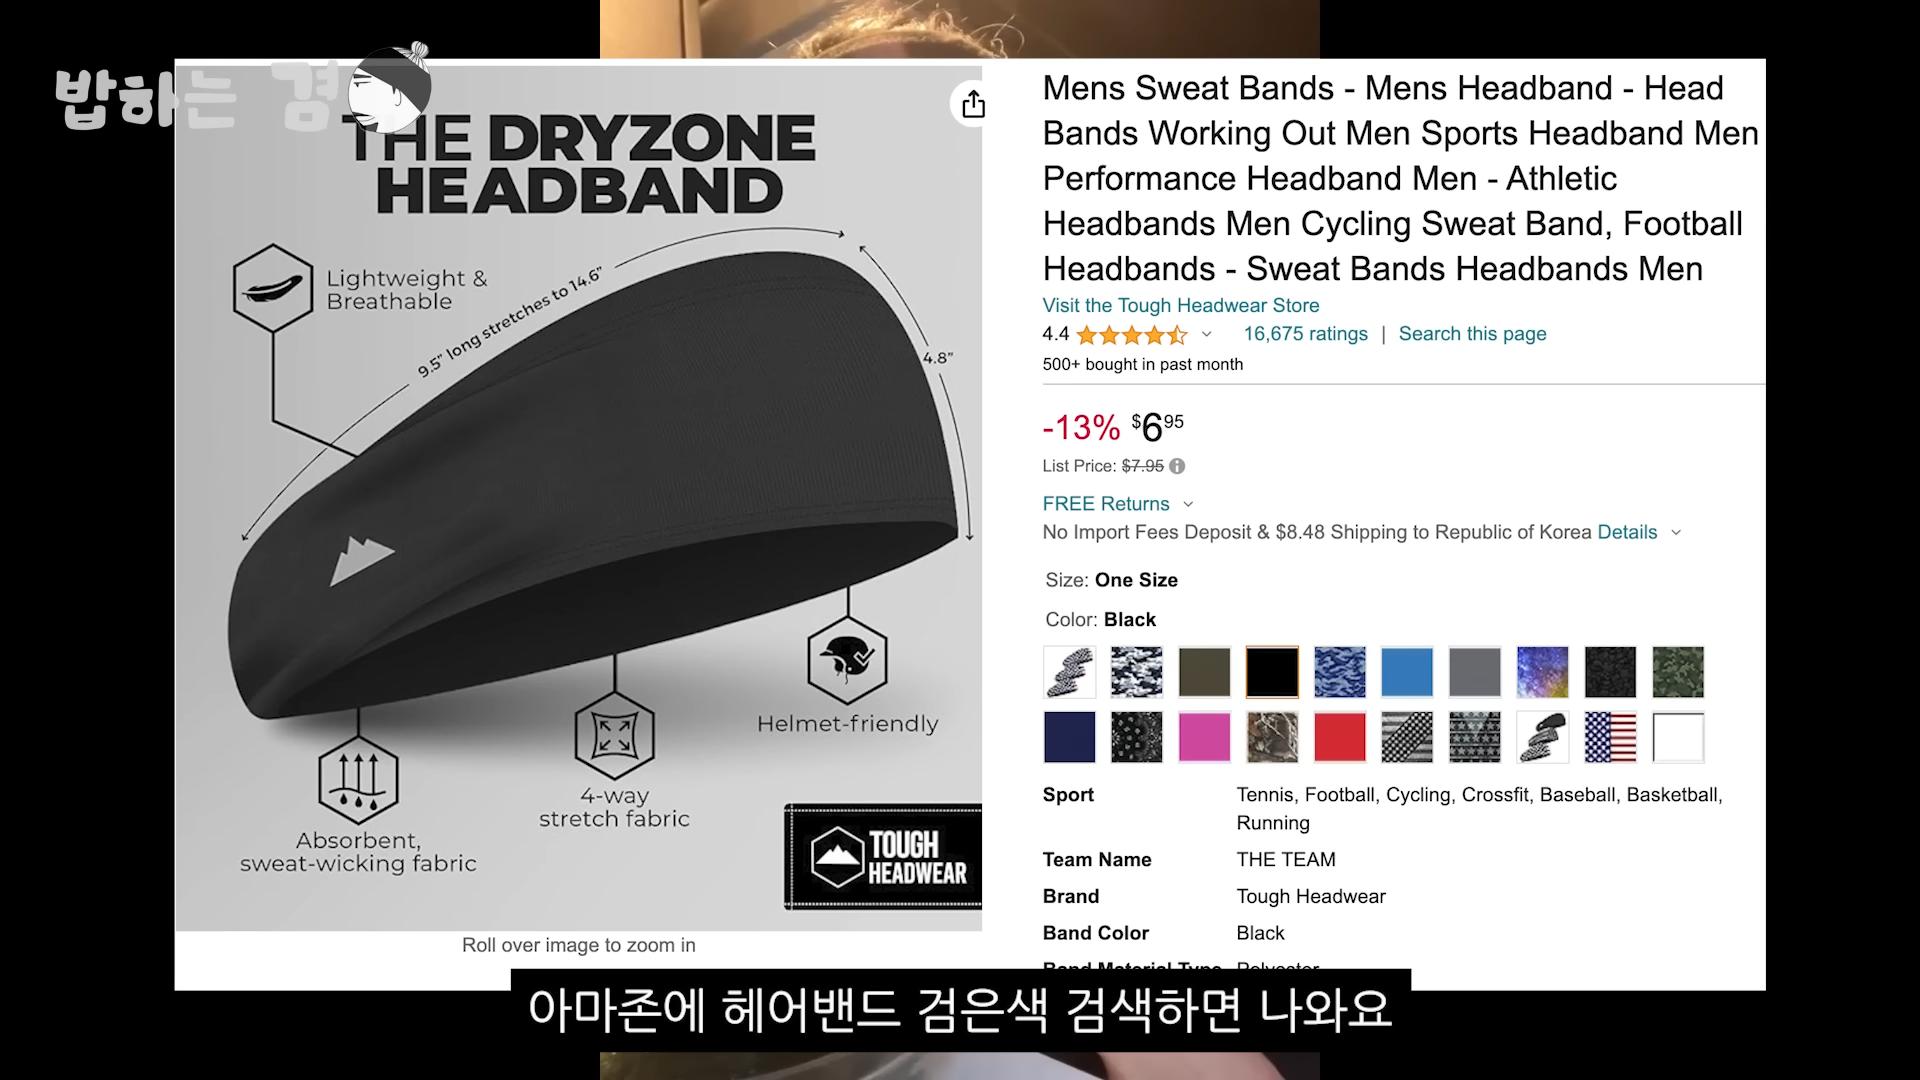 밥하는 겸
THE DRYZONE
HEADBAND
Lightweight &
Breathable
9.5" long stretches to 14.6"
4.8"
Helmet-friendly
4-way
stretch fabric
Absorbent,
sweat-wicking fabric
TOUGH
HEADWEAR
Roll over image to zoom in
Mens Sweat Bands - Mens Headband - Head
Bands Working Out Men Sports Headband Men
Performance Headband Men - Athletic
Headbands Men Cycling Sweat Band, Football
Headbands - Sweat Bands Headbands Men
Visit the Tough Headwear Store
4.4 16,675 ratings | Search this page
500+ bought in past month
-13% $695
List Price: $7.95
FREE Returns
No Import Fees Deposit & $8.48 Shipping to Republic of Korea Details
Size: One Size
Color: Black
Sport Tennis, Football, Cycling, Crossfit, Baseball, Basketball,
Running
Team Name THE TEAM
Brand Tough Headwear
Band Color Black
Band Material Type Polyester
아마존에 헤어밴드 검은색 검색하면 나와요